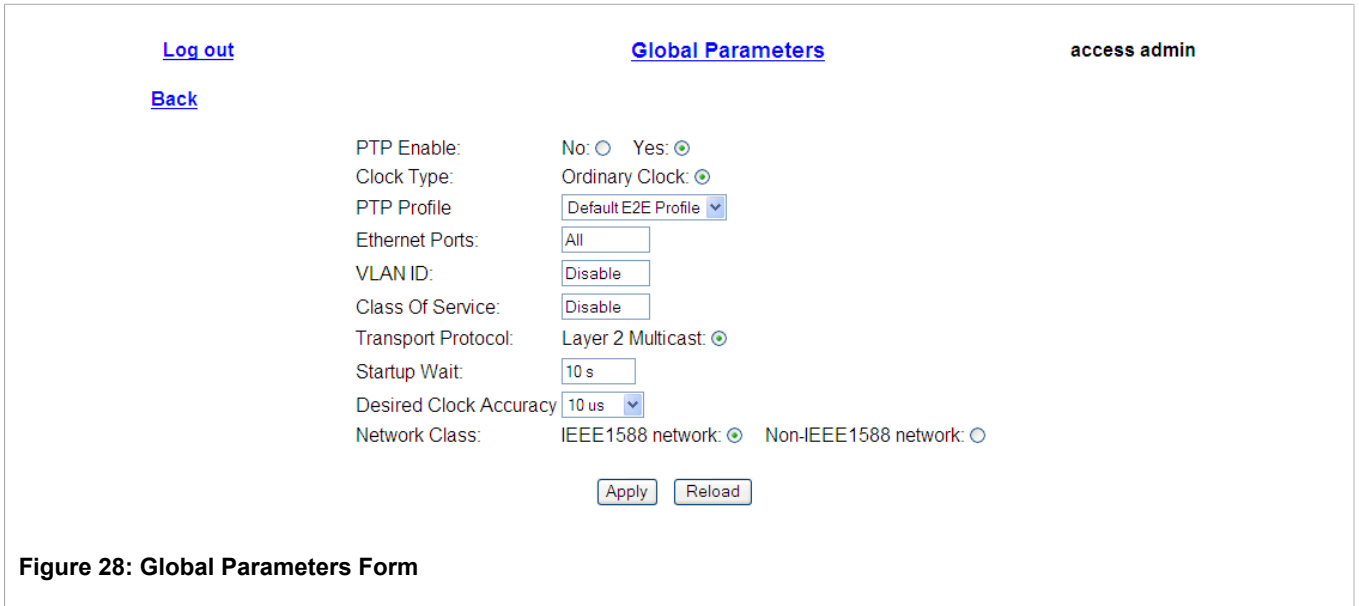 Log out Global Parameters access admin
Back
PTP Enable: No: Yes:
Clock Type: Ordinary Clock:
PTP Profile Default E2E Profile
Ethernet Ports: All
VLAN ID: Disable
Class Of Service: Disable
Transport Protocol: Layer 2 Multicast:
Startup Wait: 10 s
Desired Clock Accuracy 10 us
Network Class: IEEE1588 network: Non-IEEE1588 network:
Apply Reload
Figure 28: Global Parameters Form